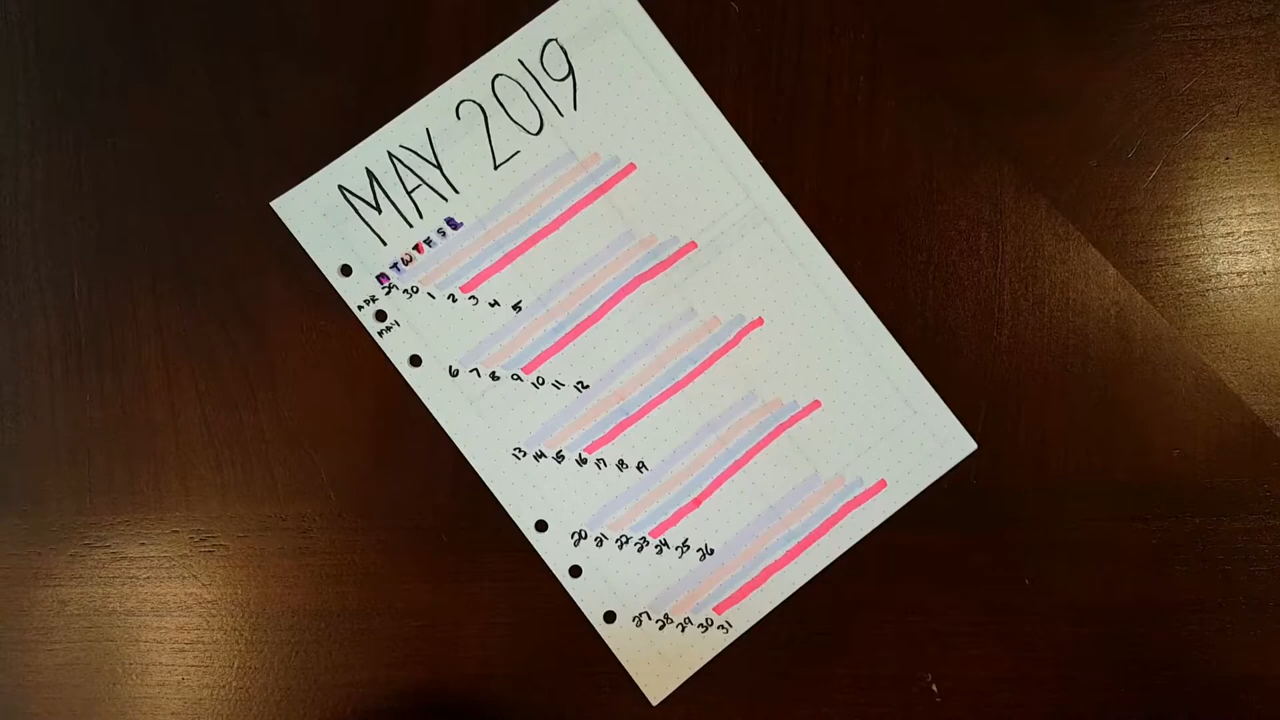 MAY 2019
M T W T F S S
APR 29 30 1 2 3 4 5
MAY
6 7 8 9 10 11 12
13 14 15 16 17 18 19
20 21 22 23 24 25 26
27 28 29 30 31